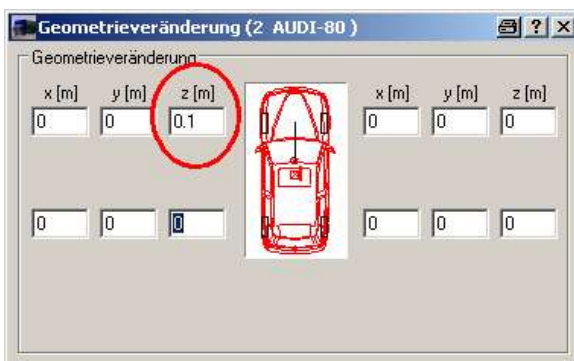 Geometrieveränderung (2 AUDI-80 )
Geometrieveränderung
x [m] y [m] z [m] x [m] y [m] z [m]
0 0 0.1 0 0 0
0 0 0 0 0 0